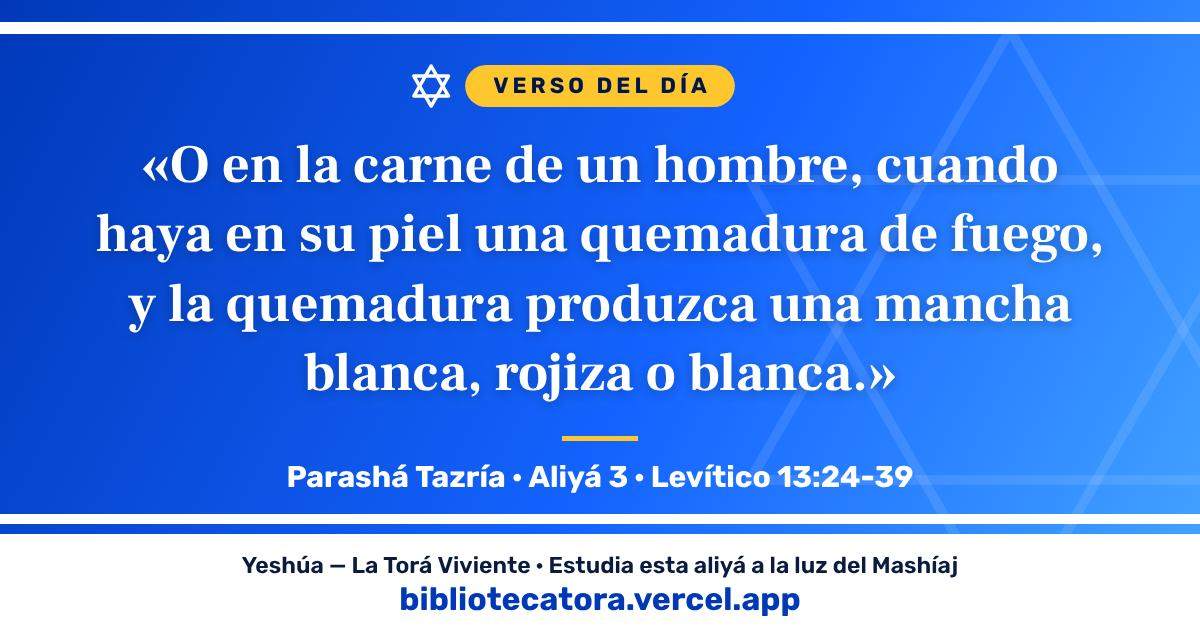 VERSO DEL DÍA
«O en la carne de un hombre, cuando
haya en su piel una quemadura de fuego,
y la quemadura produzca una mancha
blanca, rojiza o blanca.»
Parashá Tazría • Aliyá 3 • Levítico 13:24-39
Yeshúa — La Torá Viviente • Estudia esta aliyá a la luz del Mashíaj
bibliotecatora.vercel.app